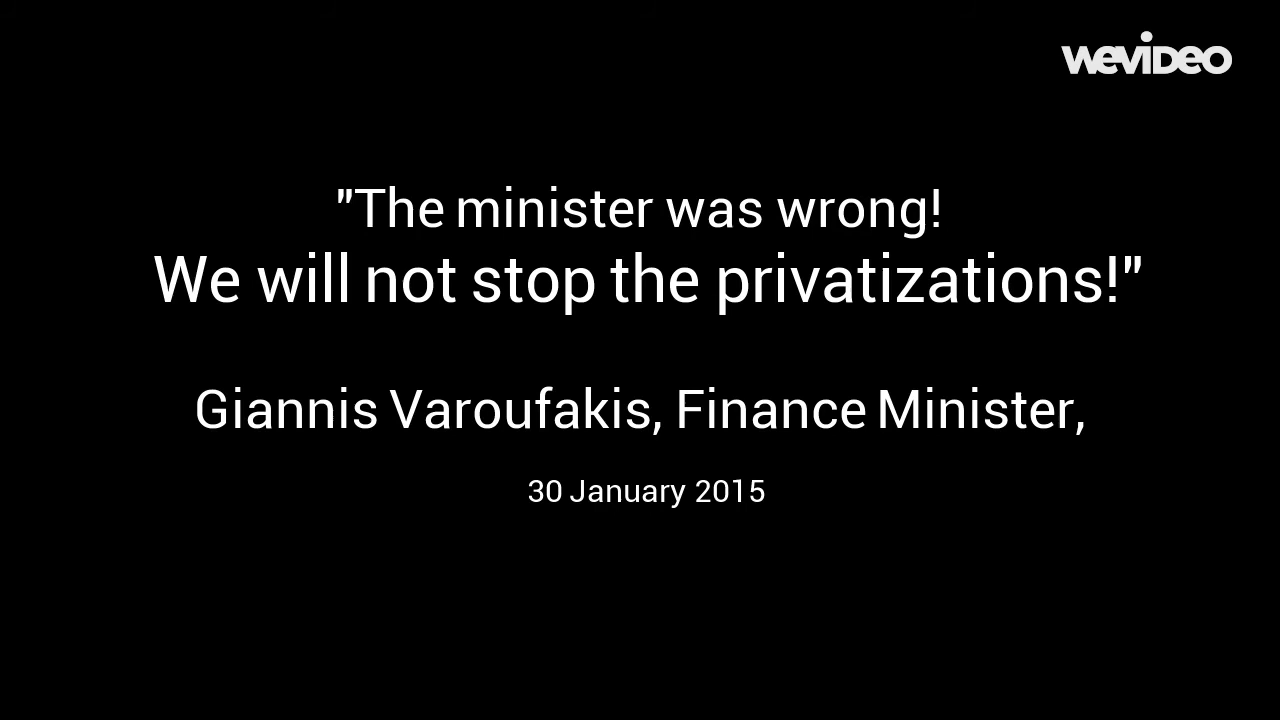 wevideo
"The minister was wrong!
We will not stop the privatizations!"
Giannis Varoufakis, Finance Minister,
30 January 2015